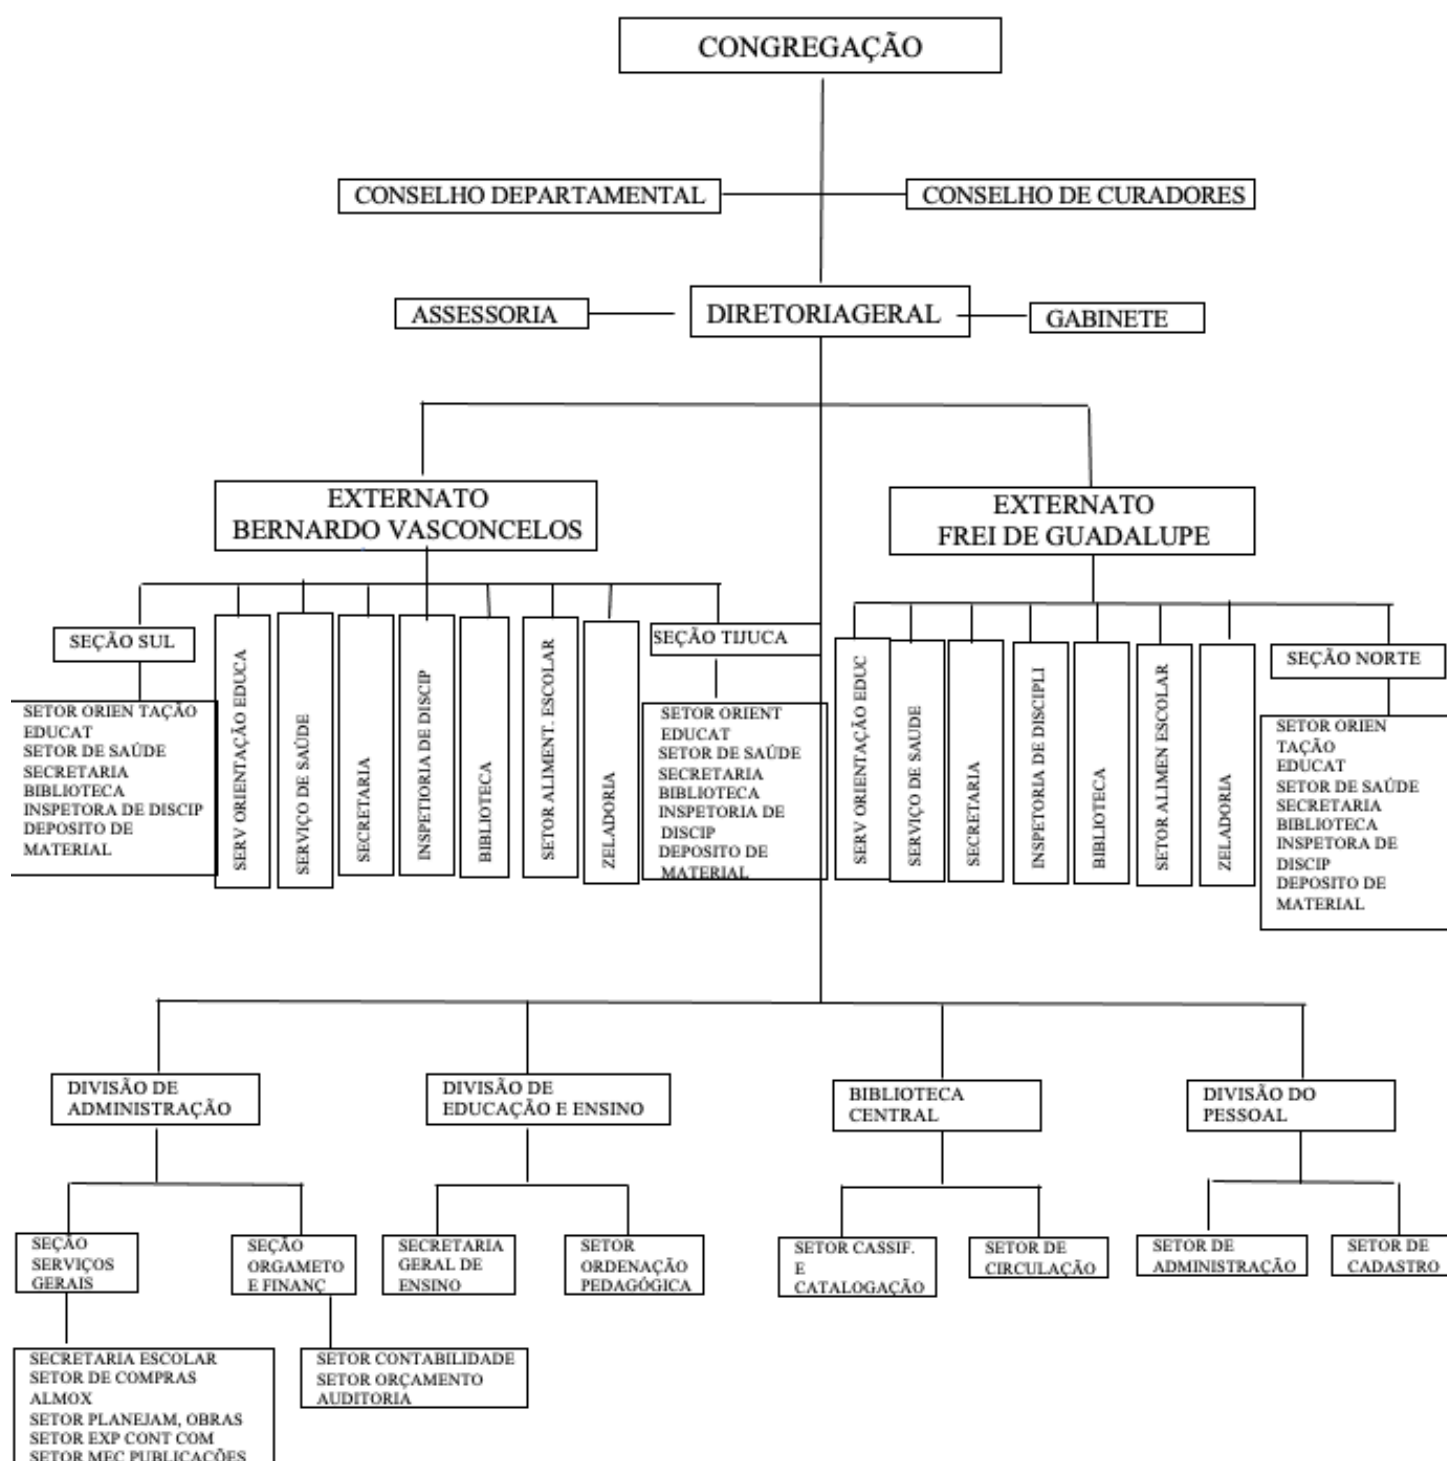 CONGREGAÇÃO
CONSELHO DEPARTAMENTAL
CONSELHO DE CURADORES
ASSESSORIA
DIRETORIAGERAL
GABINETE
EXTERNATO
BERNARDO VASCONCELOS
EXTERNATO
FREI DE GUADALUPE
SEÇÃO SUL
SETOR ORIEN TAÇÃO
EDUCAT
SETOR DE SAÚDE
SECRETARIA
BIBLIOTECA
INSPETORA DE DISCIP
DEPOSITO DE
MATERIAL
SERV ORIENTAÇÃO EDUCA
SERVIÇO DE SAÙDE
SECRETARIA
INSPETIORIA DE DISCIP
BIBLIOTECA
SETOR ALIMENT. ESCOLAR
ZELADORIA
SEÇÃO TIJUCA
SETOR ORIENT
EDUCAT
SETOR DE SAÚDE
SECRETARIA
BIBLIOTECA
INSPETORIA DE
DISCIP
DEPOSITO DE
MATERIAL
SERV ORIENTAÇÃO EDUC
SERVIÇO DE SAUDE
SECRETARIA
INSPETORIA DE DISCIPLI
BIBLIOTECA
SETOR ALIMEN ESCOLAR
ZELADORIA
SEÇÃO NORTE
SETOR ORIEN
TAÇÃO
EDUCAT
SETOR DE SAÚDE
SECRETARIA
BIBLIOTECA
INSPETORA DE
DISCIP
DEPOSITO DE
MATERIAL
DIVISÃO DE
ADMINISTRAÇÃO
DIVISÃO DE
EDUCAÇÃO E ENSINO
BIBLIOTECA
CENTRAL
DIVISÃO DO
PESSOAL
SEÇÃO
SERVIÇOS
GERAIS
SEÇÃO
ORGAMETO
E FINANÇ
SECRETARIA
GERAL DE
ENSINO
SETOR
ORDENAÇÃO
PEDAGÓGICA
SETOR CASSIF.
E
CATALOGAÇÃO
SETOR DE
CIRCULAÇÃO
SETOR DE
ADMINISTRAÇÃO
SETOR DE
CADASTRO
SECRETARIA ESCOLAR
SETOR DE COMPRAS
ALMOX
SETOR PLANEJAM, OBRAS
SETOR EXP CONT COM
SETOR MEC PUBLICAÇÕES
SETOR CONTABILIDADE
SETOR ORÇAMENTO
AUDITORIA